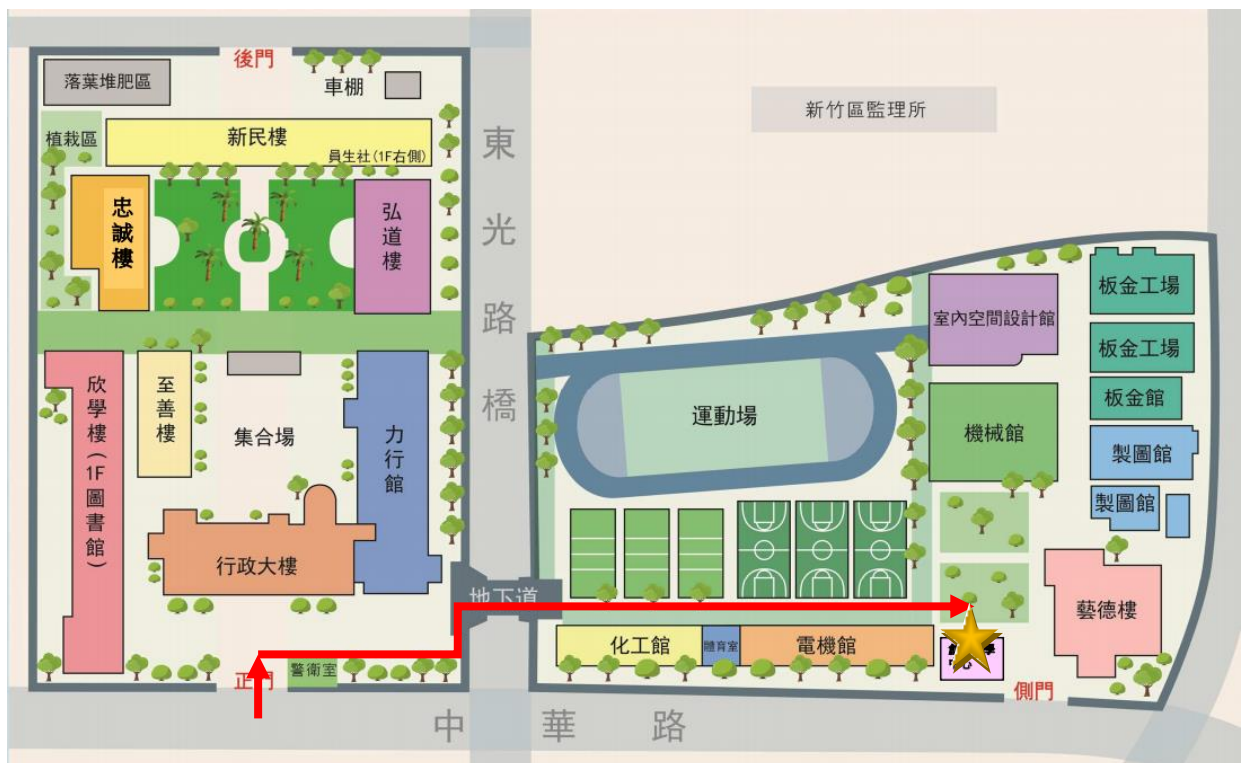 後門
落葉堆肥區
車棚
植栽區
新民樓
員生社(1F右側)
忠誠樓
弘道樓
欣學樓(1F圖書館)
至善樓
集合場
力行館
行政大樓
警衛室
東光路橋
地下道
新竹區監理所
室內空間設計館
板金工場
板金工場
板金館
運動場
機械館
製圖館
製圖館
藝德樓
化工館
體育室
電機館
中心
側門
中華路